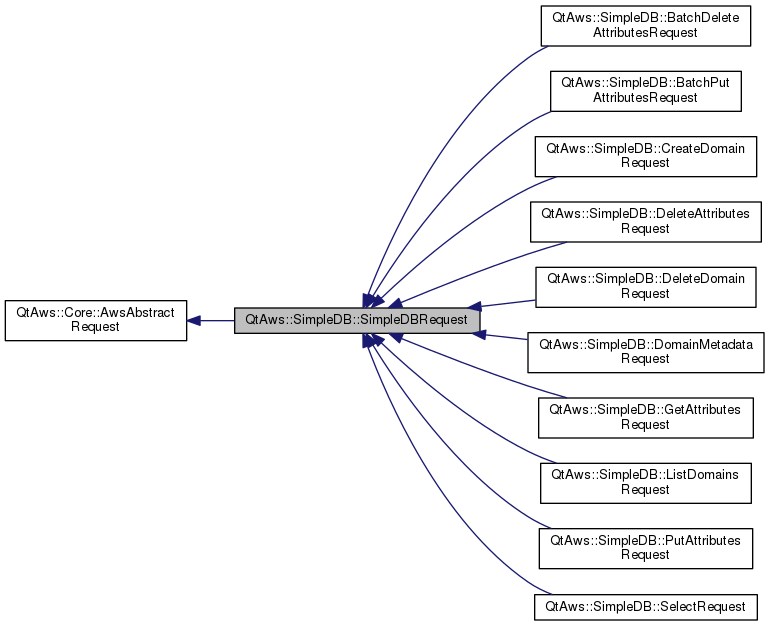 QtAws::SimpleDB::BatchDelete
AttributesRequest
QtAws::SimpleDB::BatchPut
AttributesRequest
QtAws::SimpleDB::CreateDomain
Request
QtAws::SimpleDB::DeleteAttributes
Request
QtAws::SimpleDB::DeleteDomain
Request
QtAws::Core::AwsAbstract
Request
QtAws::SimpleDB::SimpleDBRequest
QtAws::SimpleDB::DomainMetadata
Request
QtAws::SimpleDB::GetAttributes
Request
QtAws::SimpleDB::ListDomains
Request
QtAws::SimpleDB::PutAttributes
Request
QtAws::SimpleDB::SelectRequest